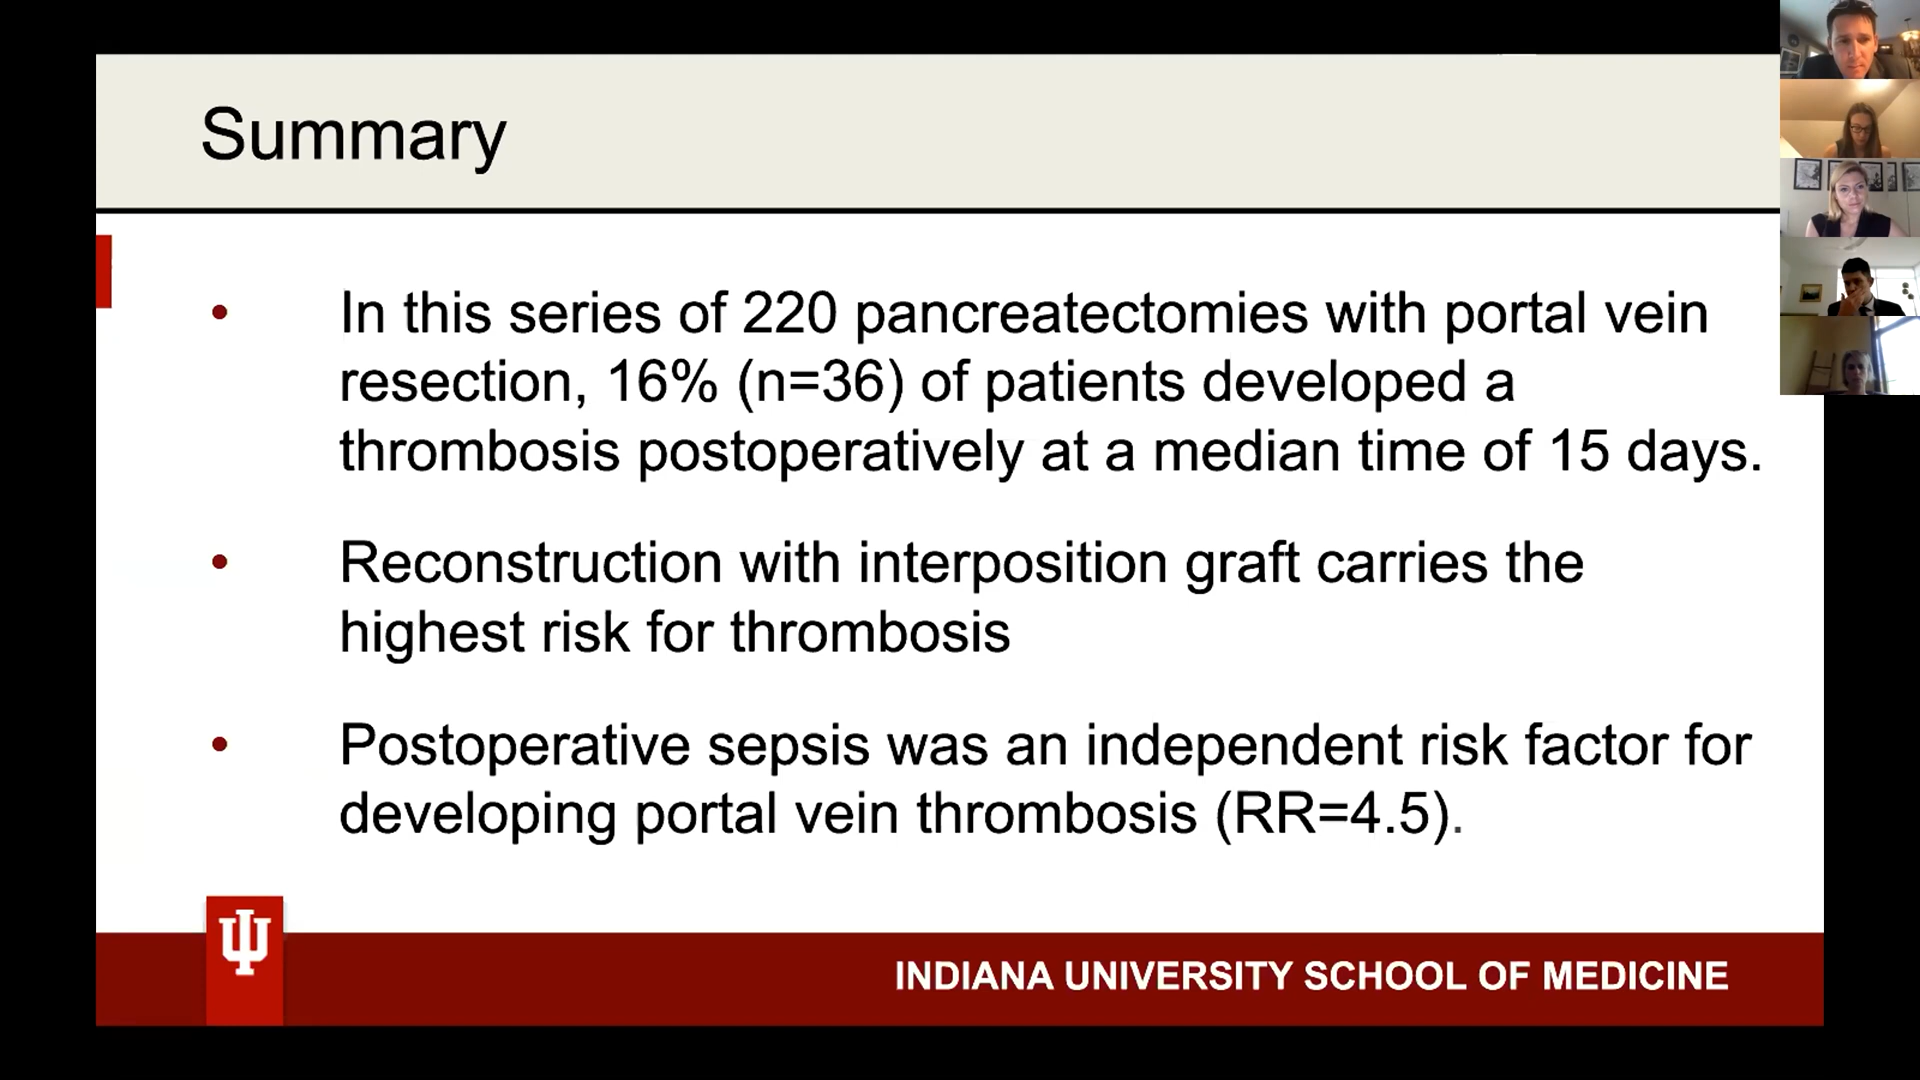 Summary
• In this series of 220 pancreatectomies with portal vein
resection, 16% (n=36) of patients developed a
thrombosis postoperatively at a median time of 15 days.
• Reconstruction with interposition graft carries the
highest risk for thrombosis
• Postoperative sepsis was an independent risk factor for
developing portal vein thrombosis (RR=4.5).
INDIANA UNIVERSITY SCHOOL OF MEDICINE